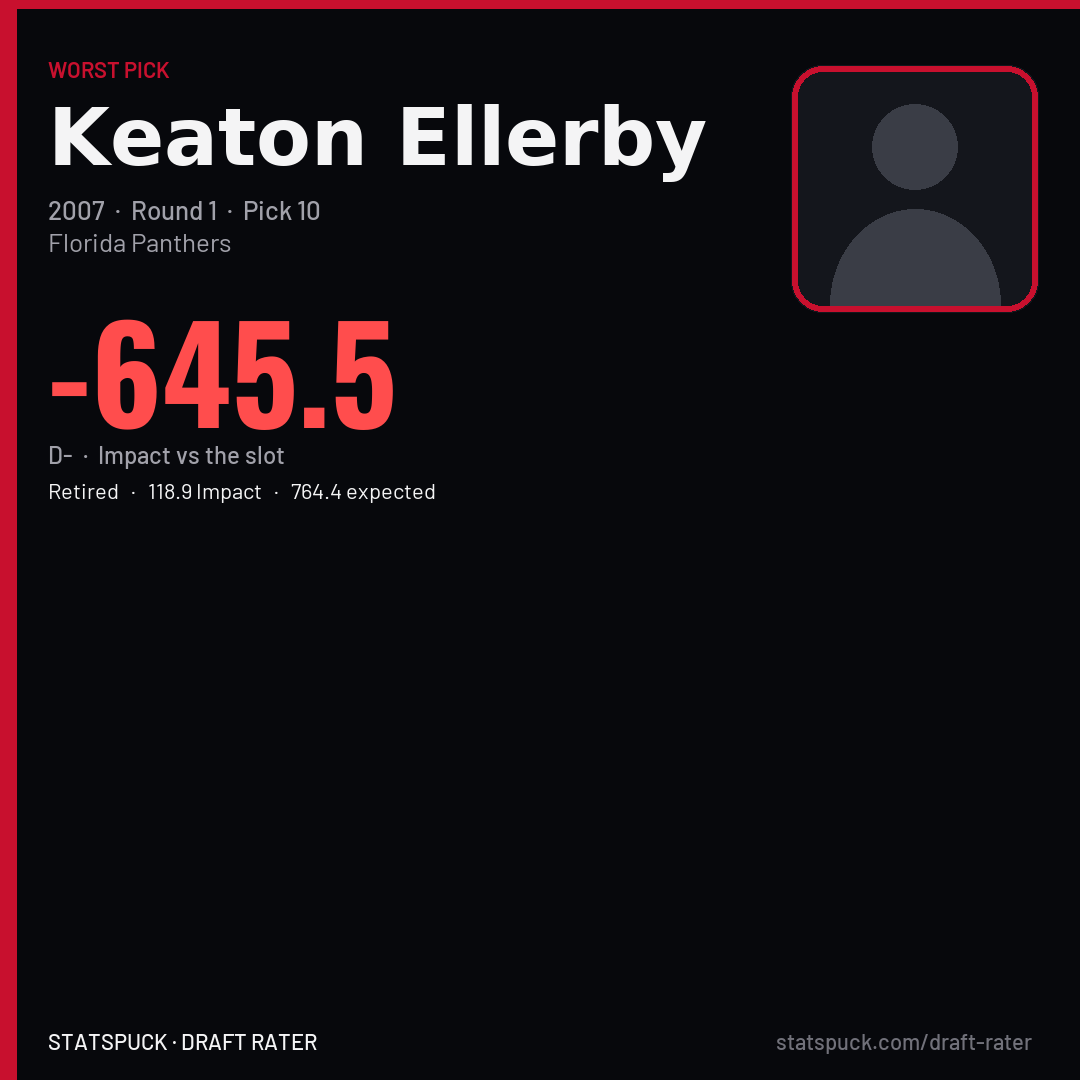 WORST PICK
Keaton Ellerby
2007 · Round 1 · Pick 10
Florida Panthers
-645.5
D- · Impact vs the slot
Retired · 118.9 Impact · 764.4 expected
STATSPUCK · DRAFT RATER
statspuck.com/draft-rater